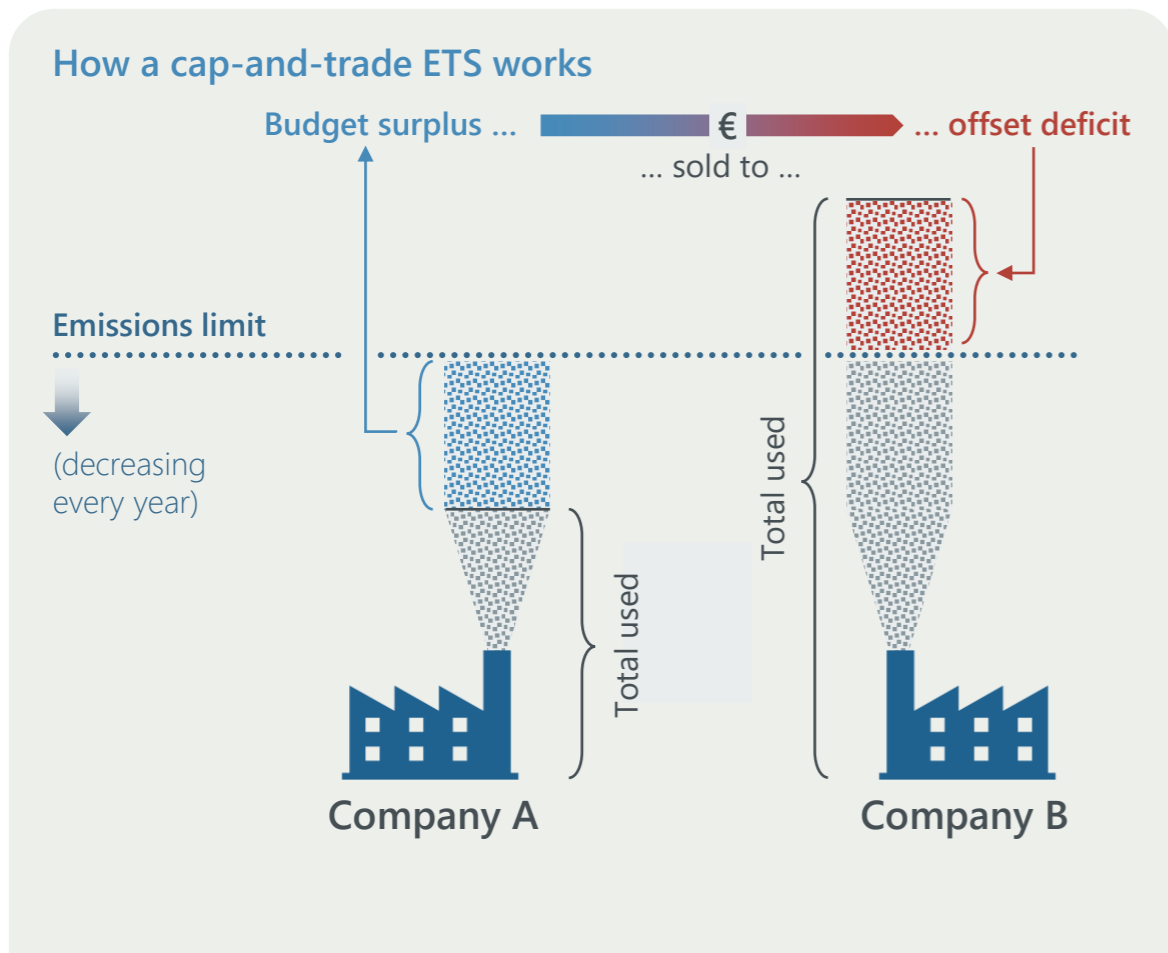 How a cap-and-trade ETS works
Budget surplus ...
€
... offset deficit
... sold to ...
Emissions limit
(decreasing
every year)
Total used
Total used
Company A
Company B